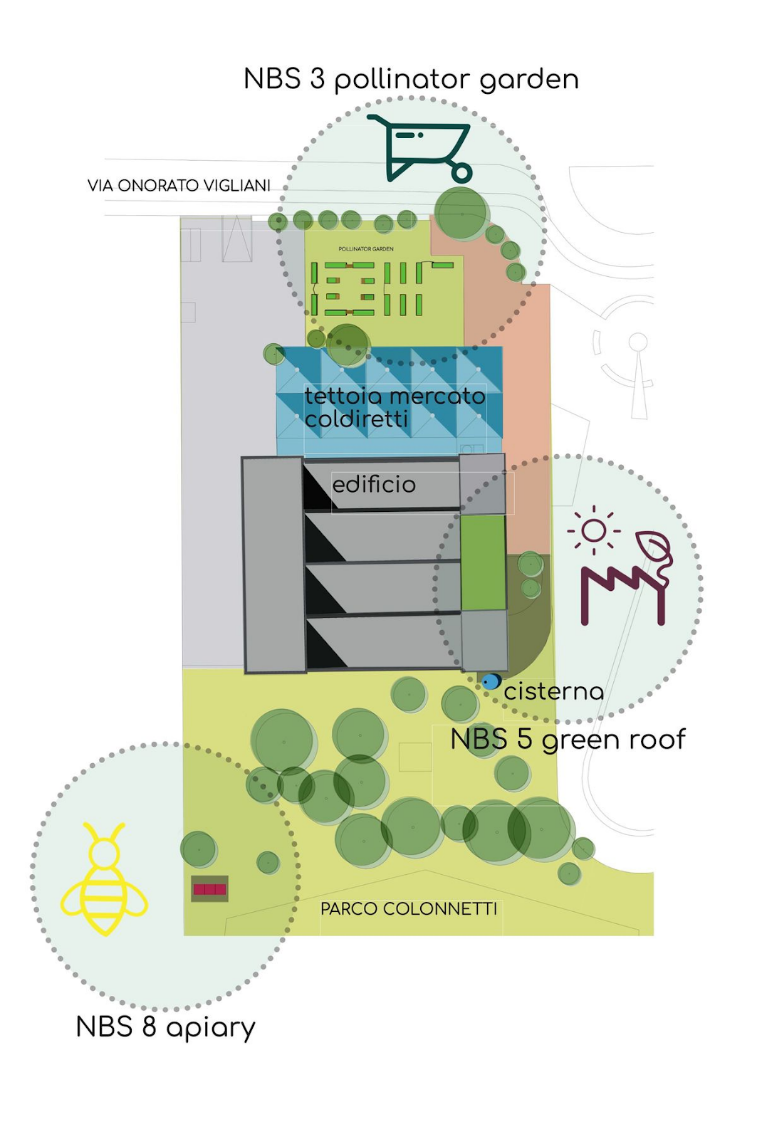 NBS 3 pollinator garden
VIA ONORATO VIGLIANI
POLLINATOR GARDEN
tettoia mercato
coldiretti
edificio
cisterna
NBS 5 green roof
PARCO COLONNETTI
NBS 8 apiary